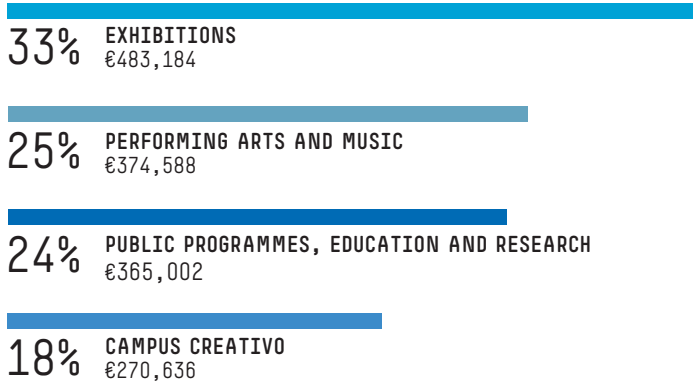 33% EXHIBITIONS
€483,184
25% PERFORMING ARTS AND MUSIC
€374,588
24% PUBLIC PROGRAMMES, EDUCATION AND RESEARCH
€365,002
18% CAMPUS CREATIVO
€270,636